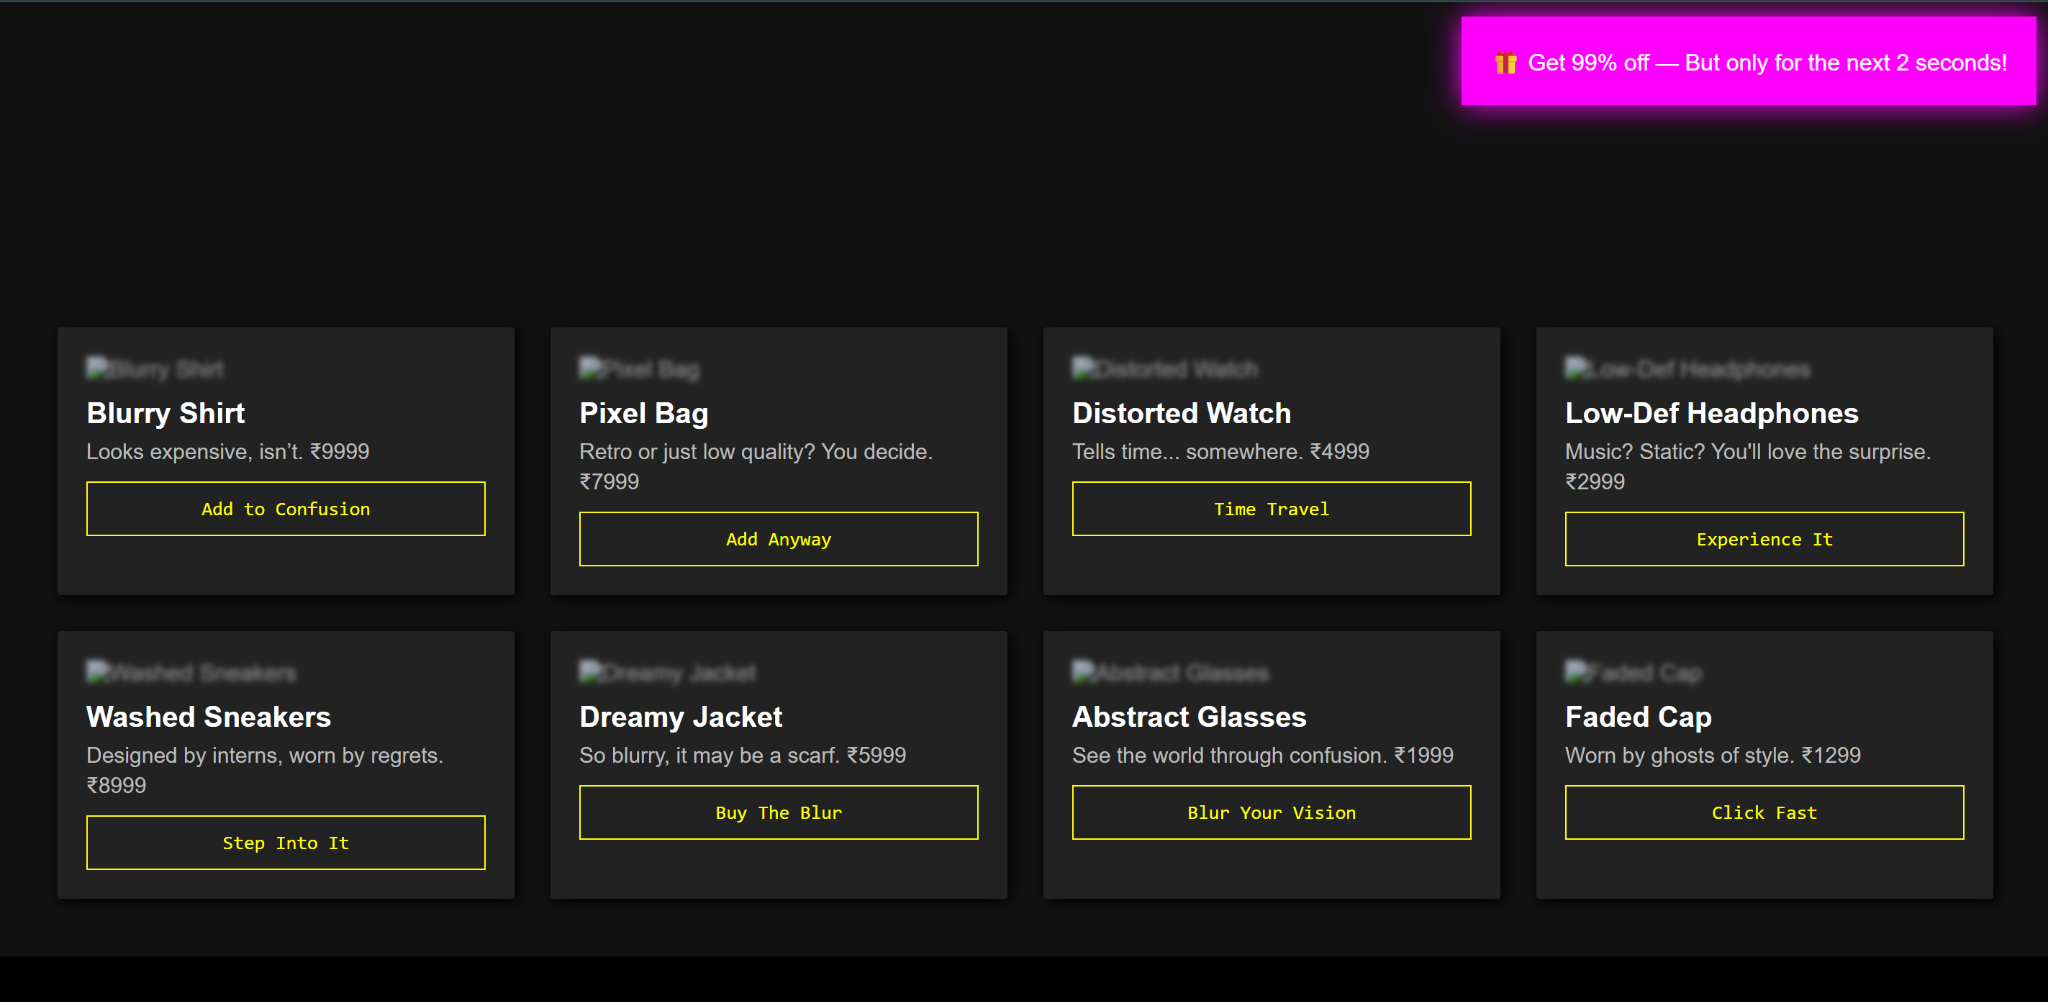 🎁 Get 99% off — But only for the next 2 seconds!
Blurry Shirt
Blurry Shirt
Looks expensive, isn’t. ₹9999
Add to Confusion
Pixel Bag
Pixel Bag
Retro or just low quality? You decide.
₹7999
Add Anyway
Distorted Watch
Distorted Watch
Tells time... somewhere. ₹4999
Time Travel
Low-Def Headphones
Low-Def Headphones
Music? Static? You'll love the surprise.
₹2999
Experience It
Washed Sneakers
Washed Sneakers
Designed by interns, worn by regrets.
₹8999
Step Into It
Dreamy Jacket
Dreamy Jacket
So blurry, it may be a scarf. ₹5999
Buy The Blur
Abstract Glasses
Abstract Glasses
See the world through confusion. ₹1999
Blur Your Vision
Faded Cap
Faded Cap
Worn by ghosts of style. ₹1299
Click Fast